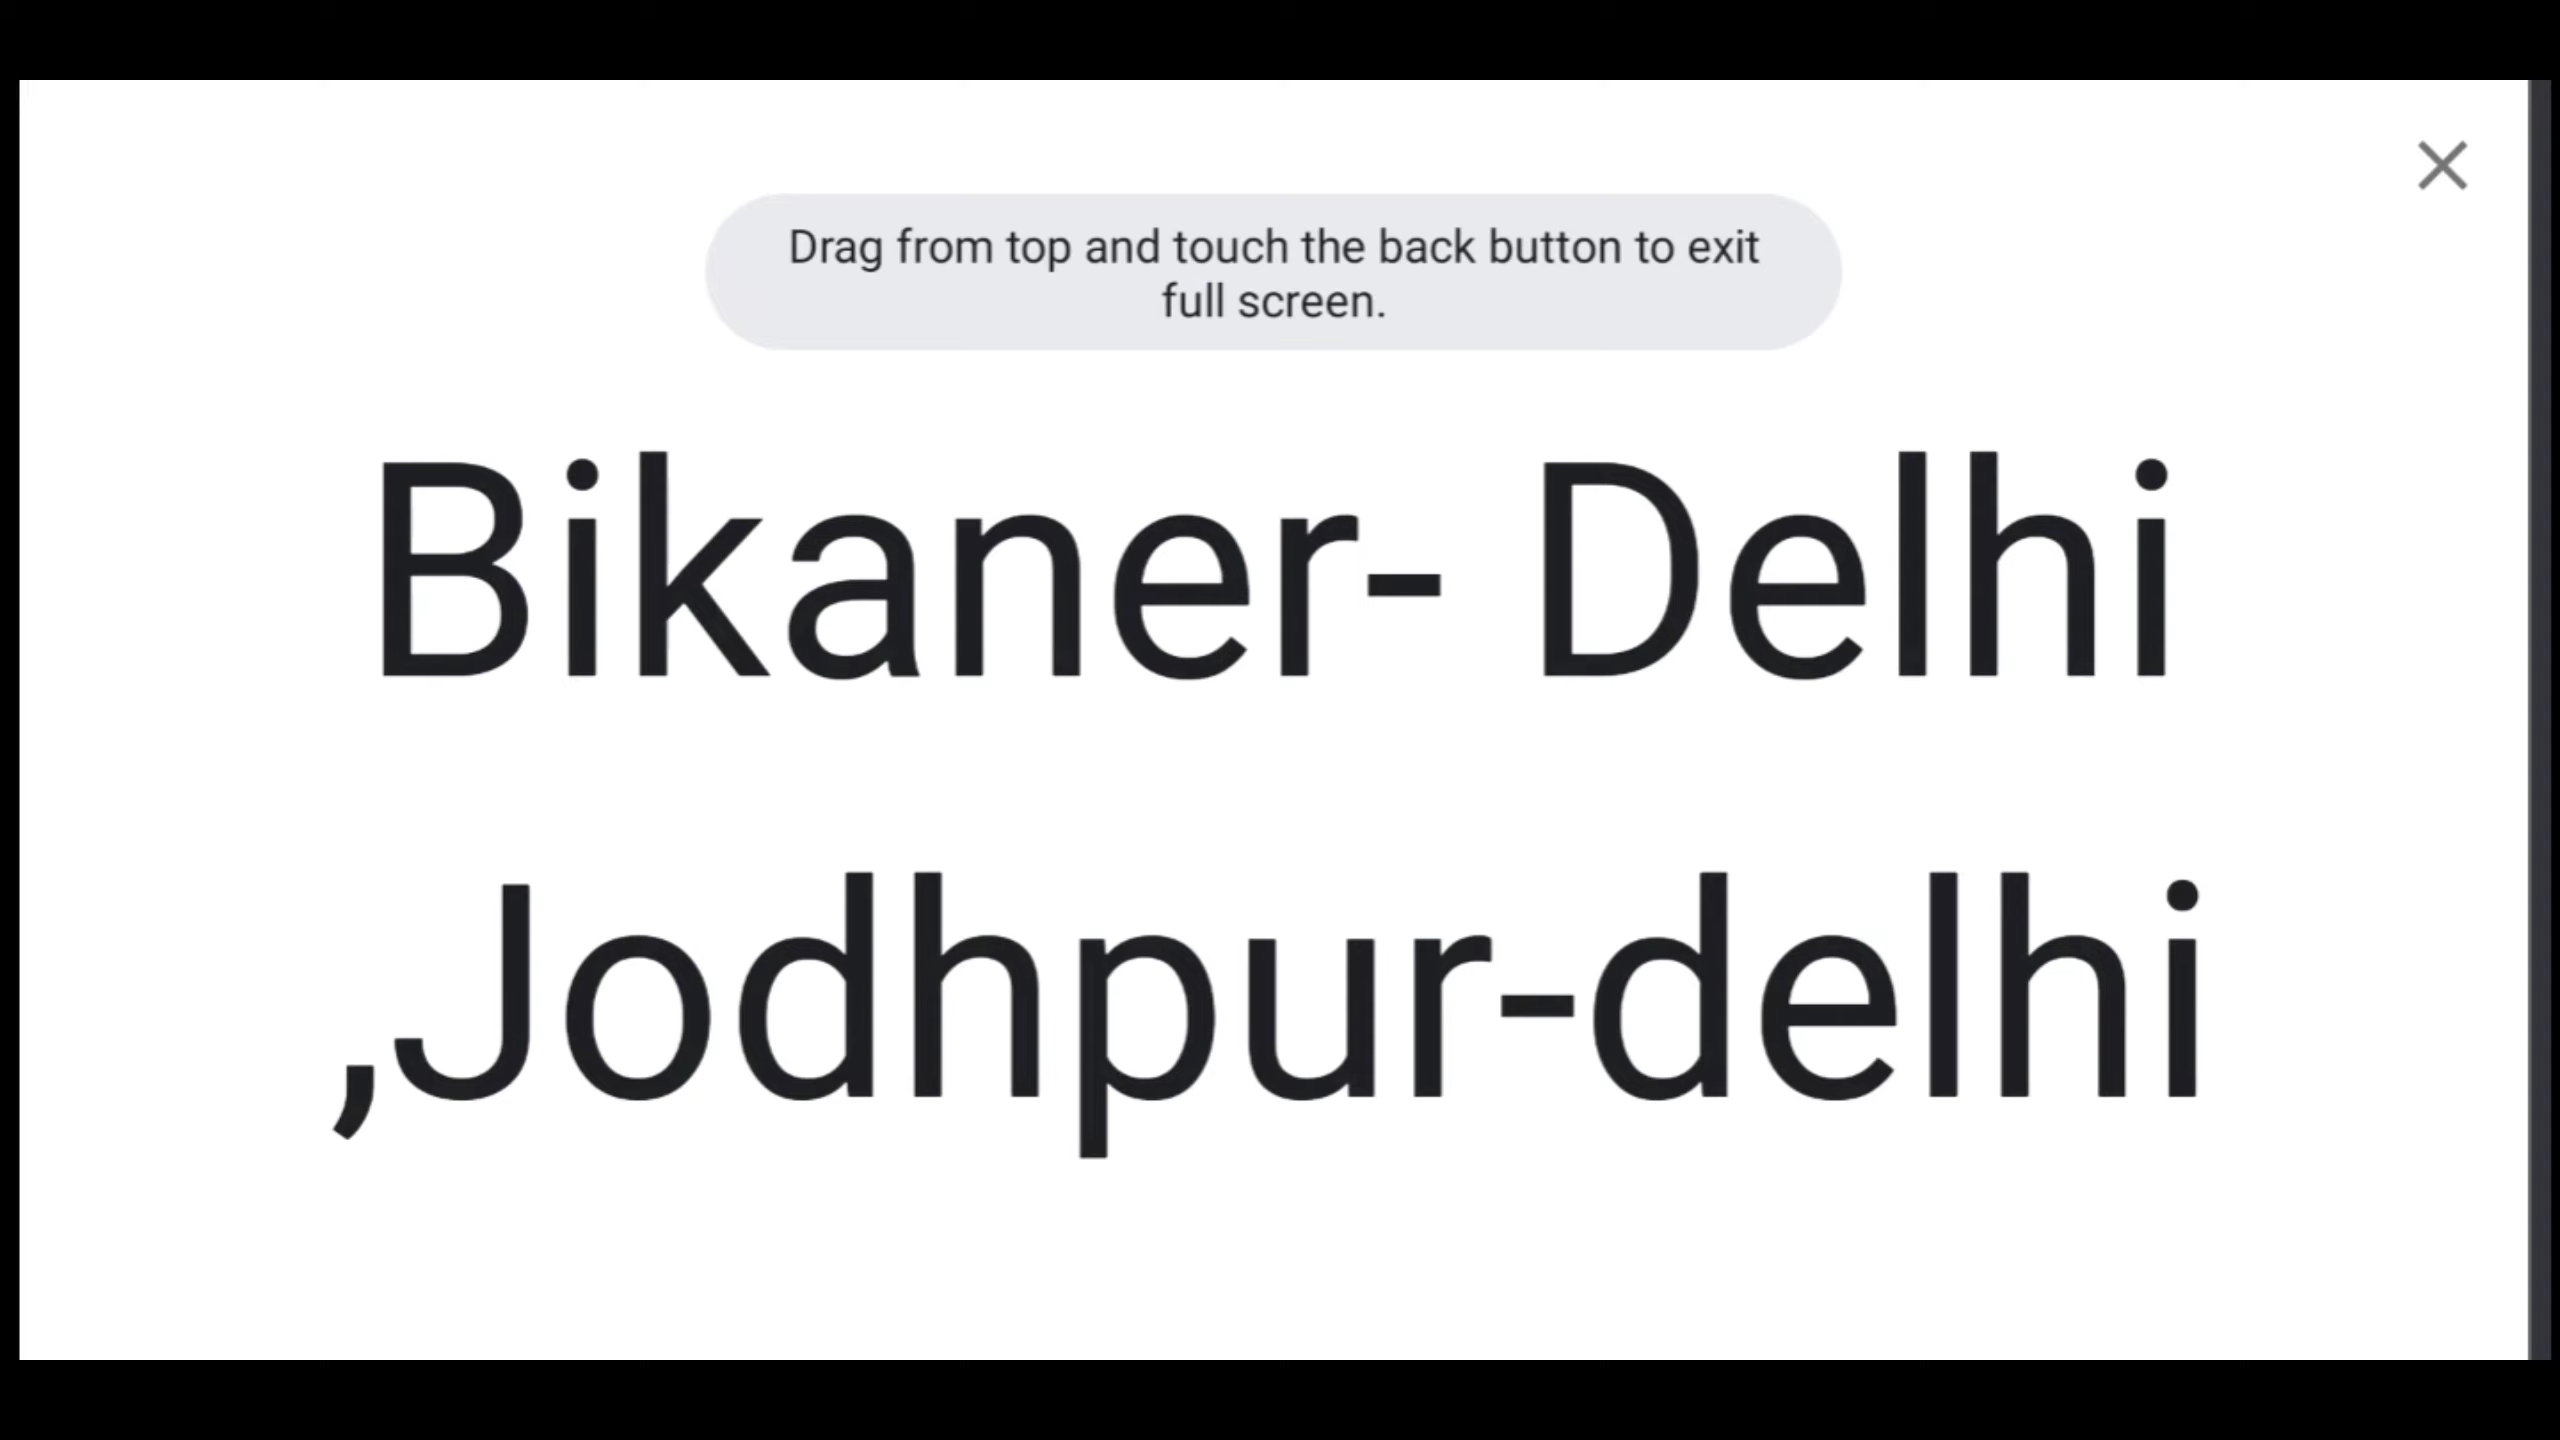 Drag from top and touch the back button to exit
full screen.
Bikaner- Delhi
,Jodhpur-delhi